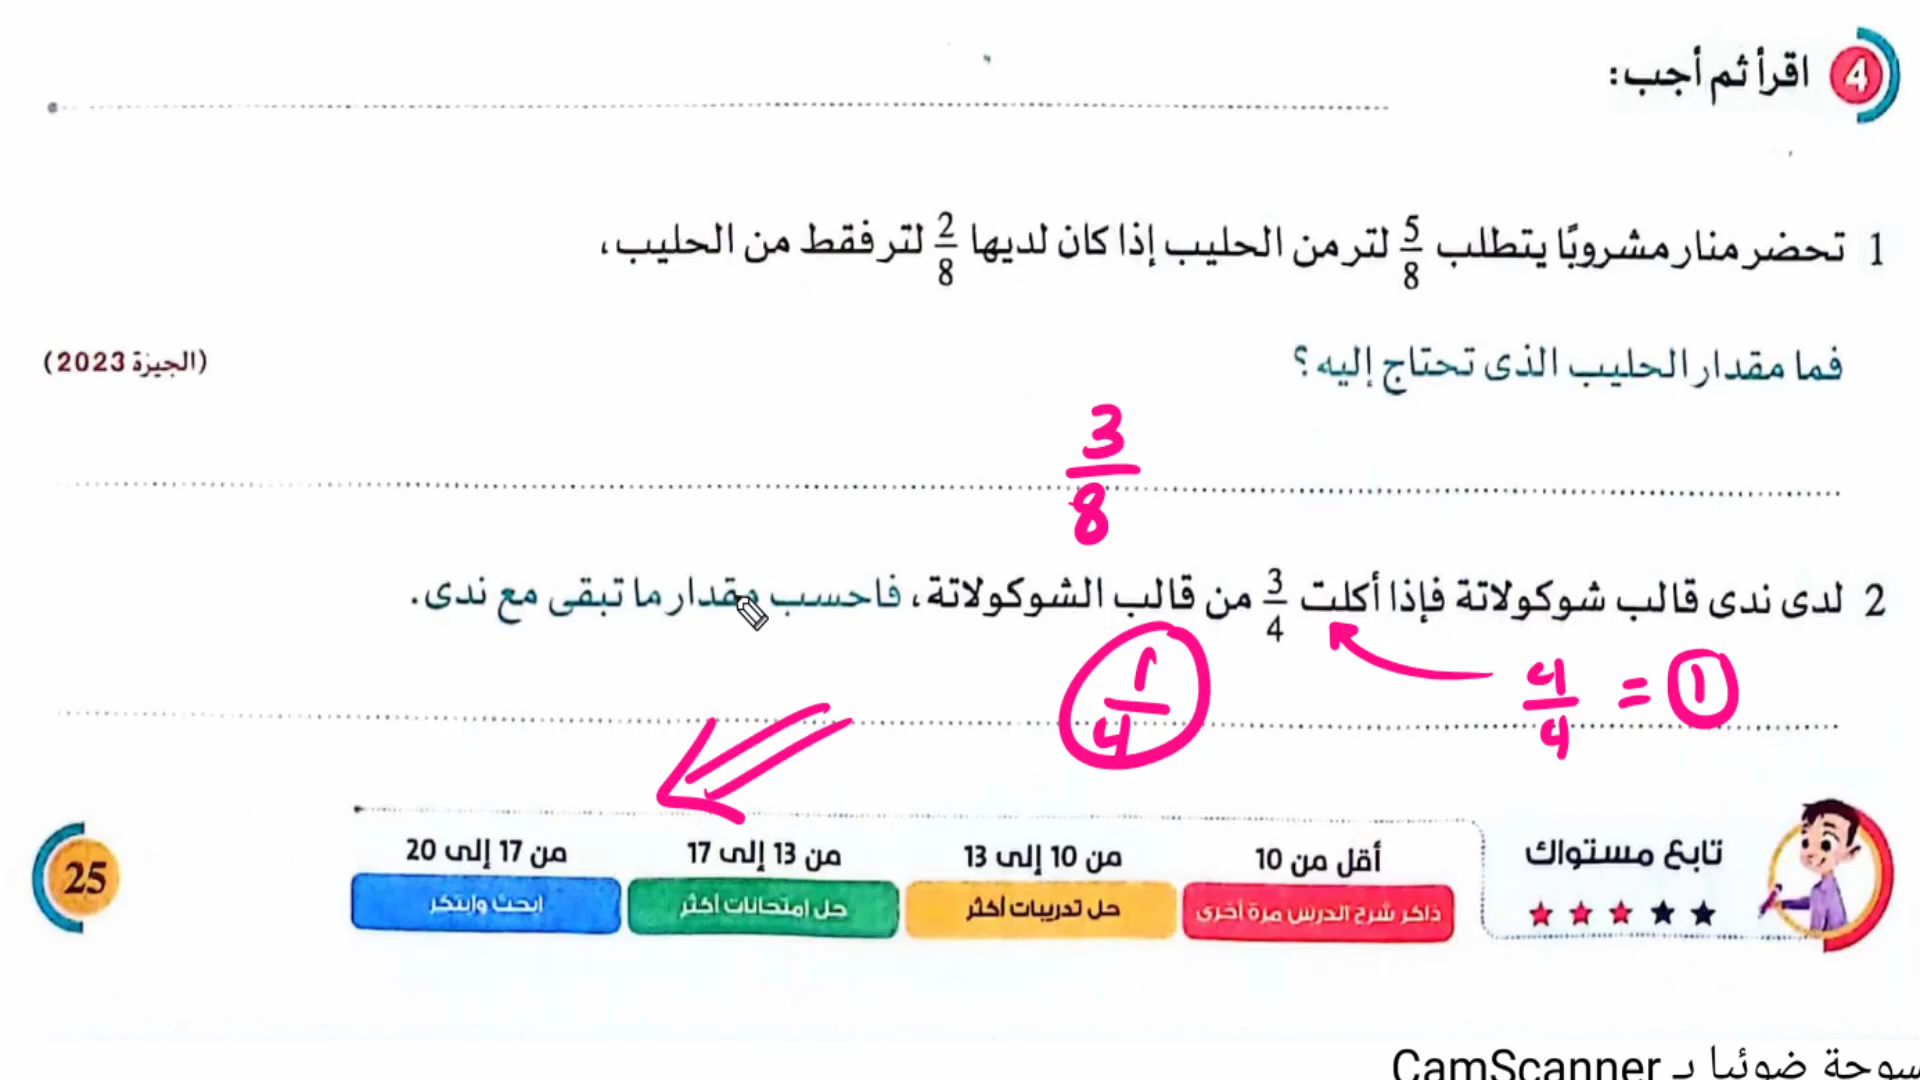 4 اقرأ ثم أجب:
1 تحضر منار مشروبًا يتطلب 5/8 لتر من الحليب إذا كان لديها 2/8 لتر فقط من الحليب،
فما مقدار الحليب الذى تحتاج إليه؟ (الجيزة 2023)
3/8
2 لدى ندى قالب شوكولاتة فإذا أكلت 3/4 من قالب الشوكولاتة، فاحسب مقدار ما تبقى مع ندى.
4/4 = 1
1/4
تابع مستواك
أقل من 10 من 10 إلى 13 من 13 إلى 17 من 17 إلى 20
ذاكر شرح الدرس مرة أخرى حل تدريبات أكثر حل امتحانات أكثر ابحث وابتكر
25
سوحة ضوئيا بـ CamScanner